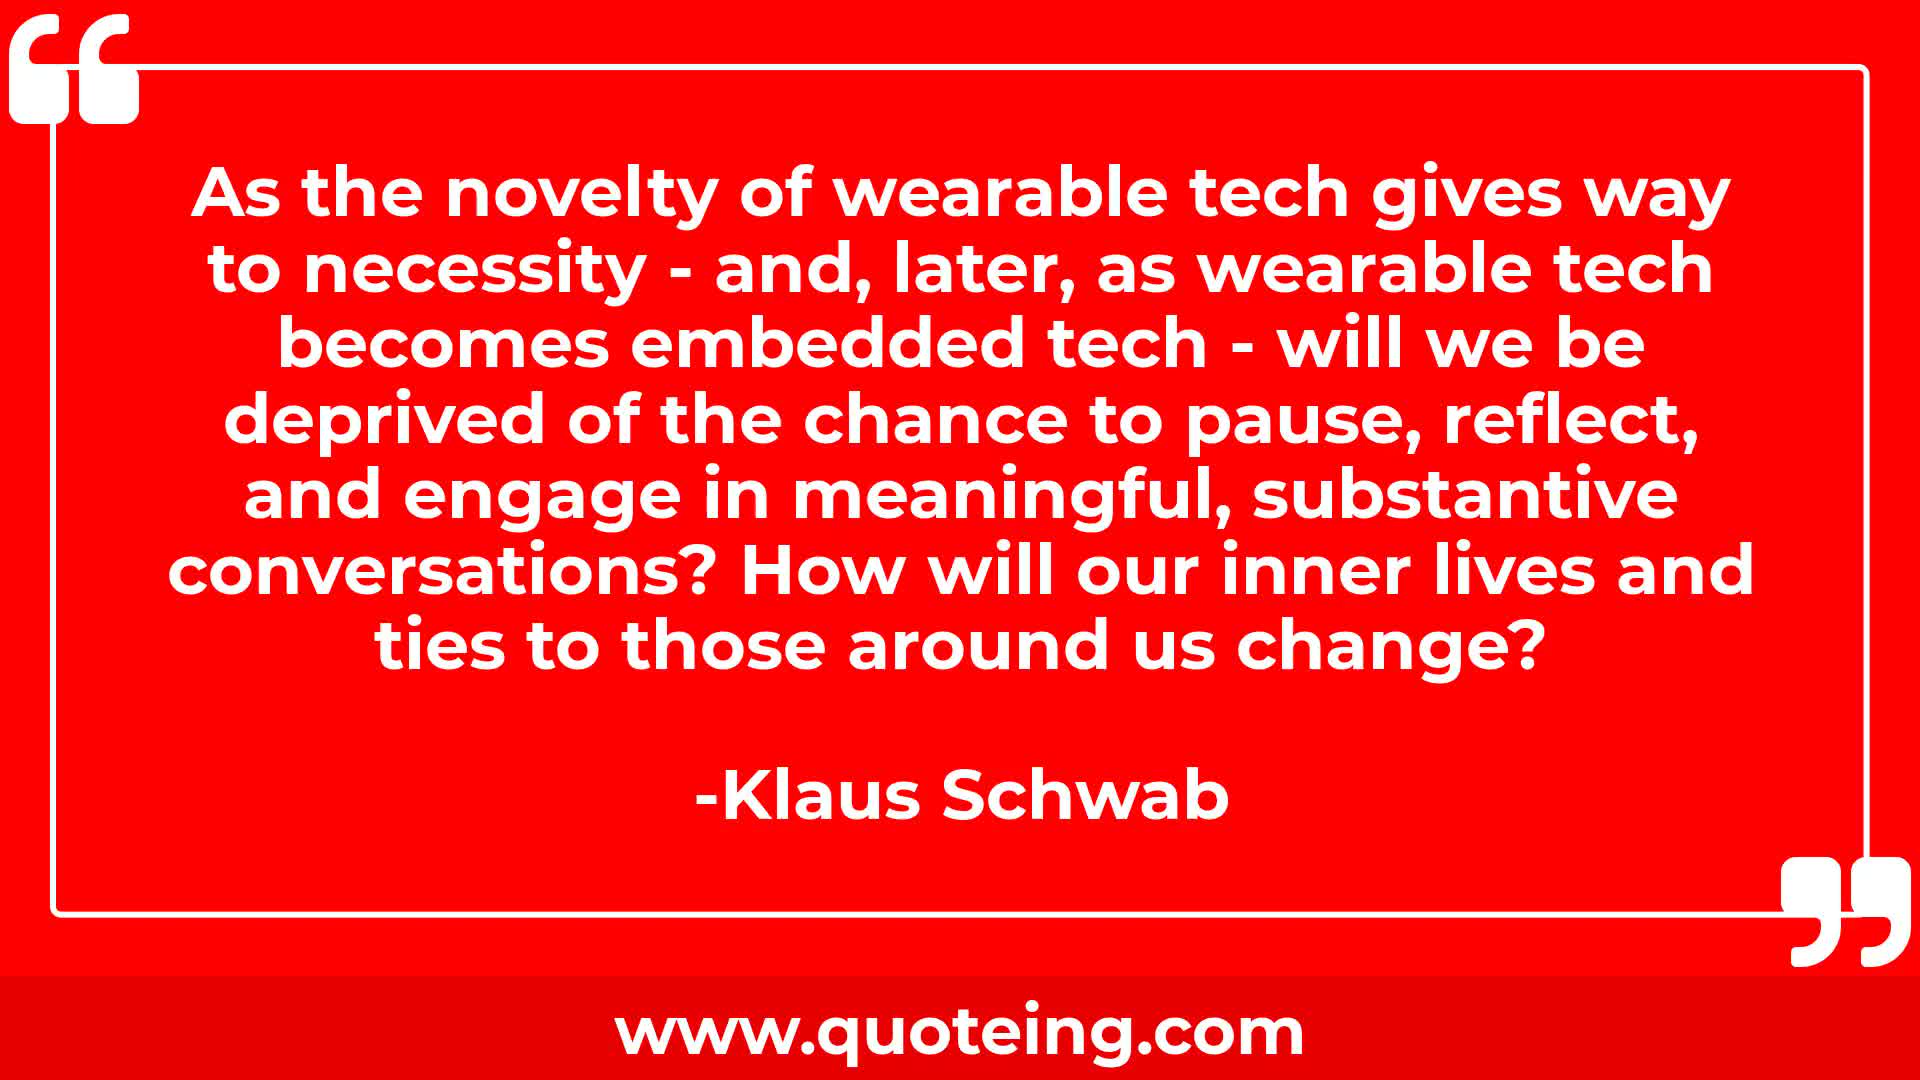 As the novelty of wearable tech gives way
to necessity - and, later, as wearable tech
becomes embedded tech - will we be
deprived of the chance to pause, reflect,
and engage in meaningful, substantive
conversations? How will our inner lives and
ties to those around us change?
-Klaus Schwab
www.quoteing.com